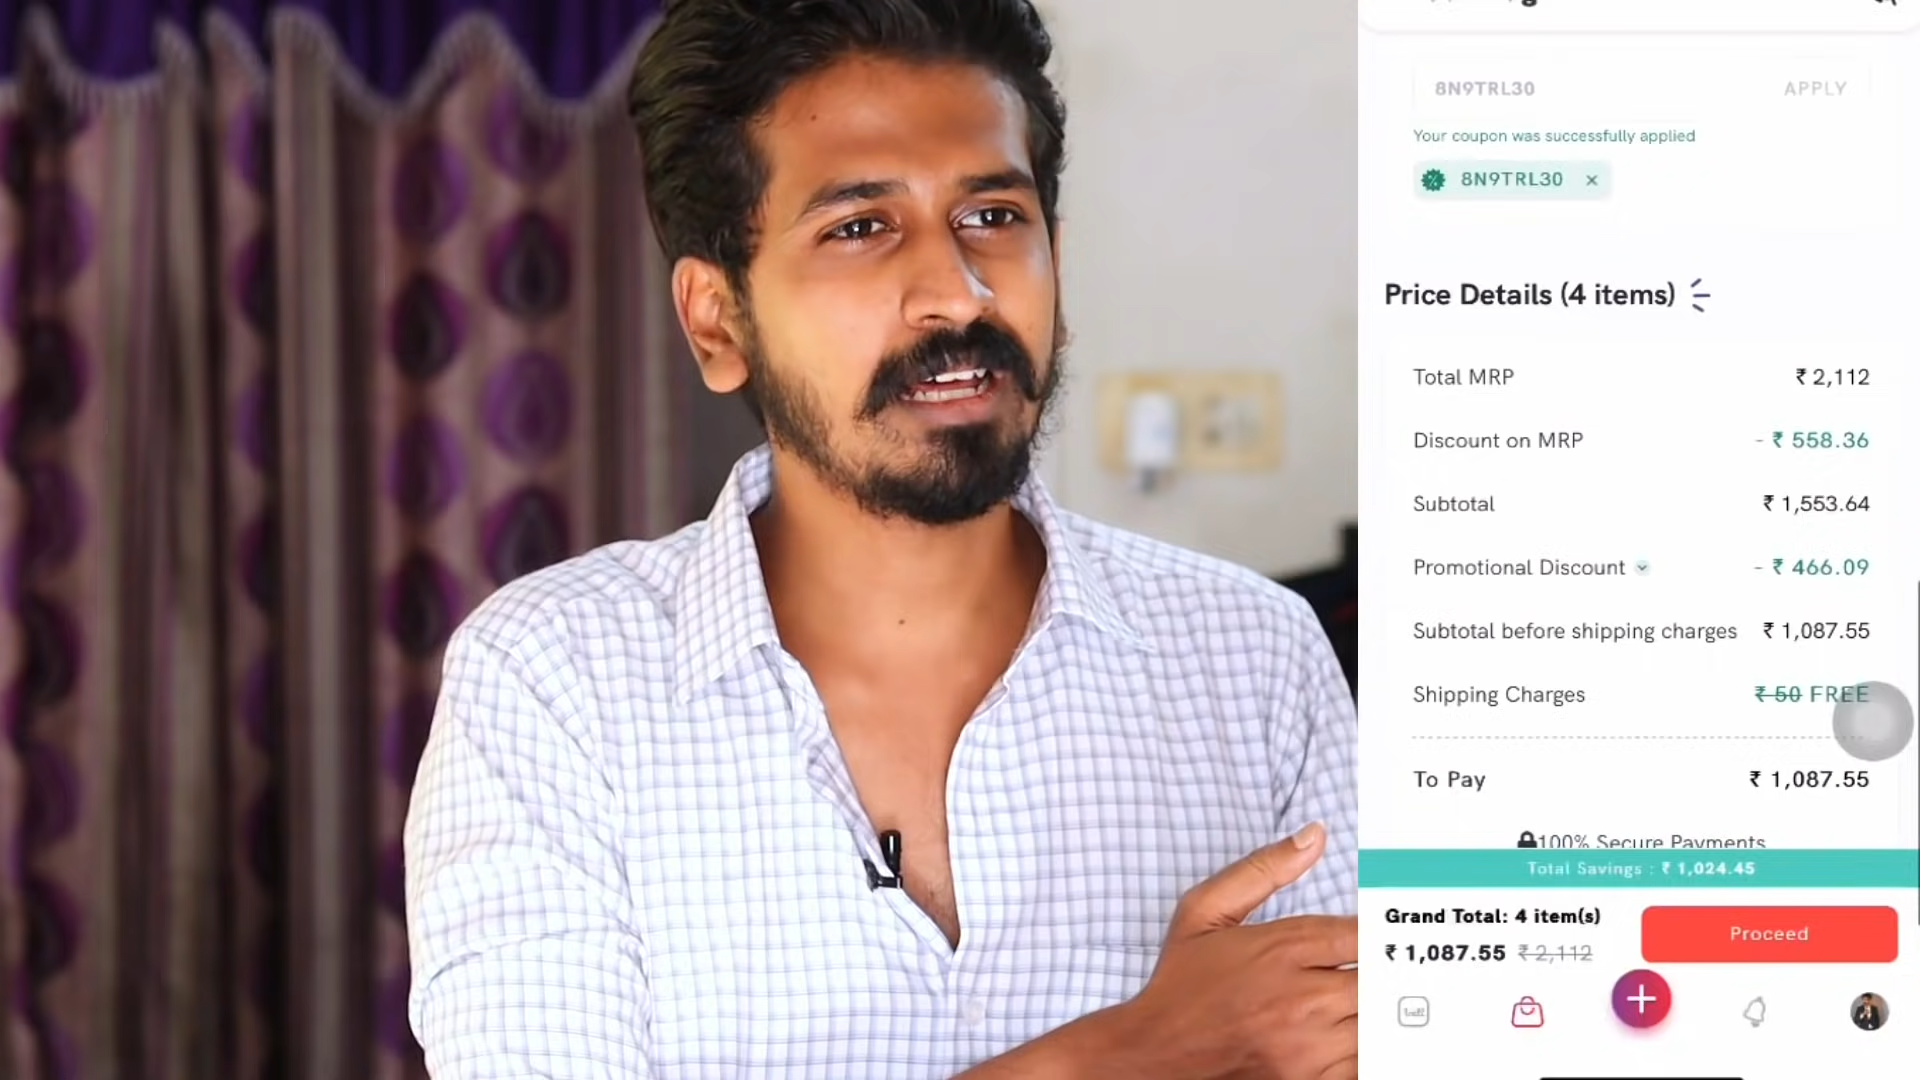 8N9TRL30 APPLY
Your coupon was successfully applied
8N9TRL30 ×
Price Details (4 items)
Total MRP ₹ 2,112
Discount on MRP - ₹ 558.36
Subtotal ₹ 1,553.64
Promotional Discount - ₹ 466.09
Subtotal before shipping charges ₹ 1,087.55
Shipping Charges ₹ 50 FREE
To Pay ₹ 1,087.55
100% Secure Payments
Total Savings : ₹ 1,024.45
Grand Total: 4 item(s)
₹ 1,087.55 ₹ 2,112
Proceed
trell